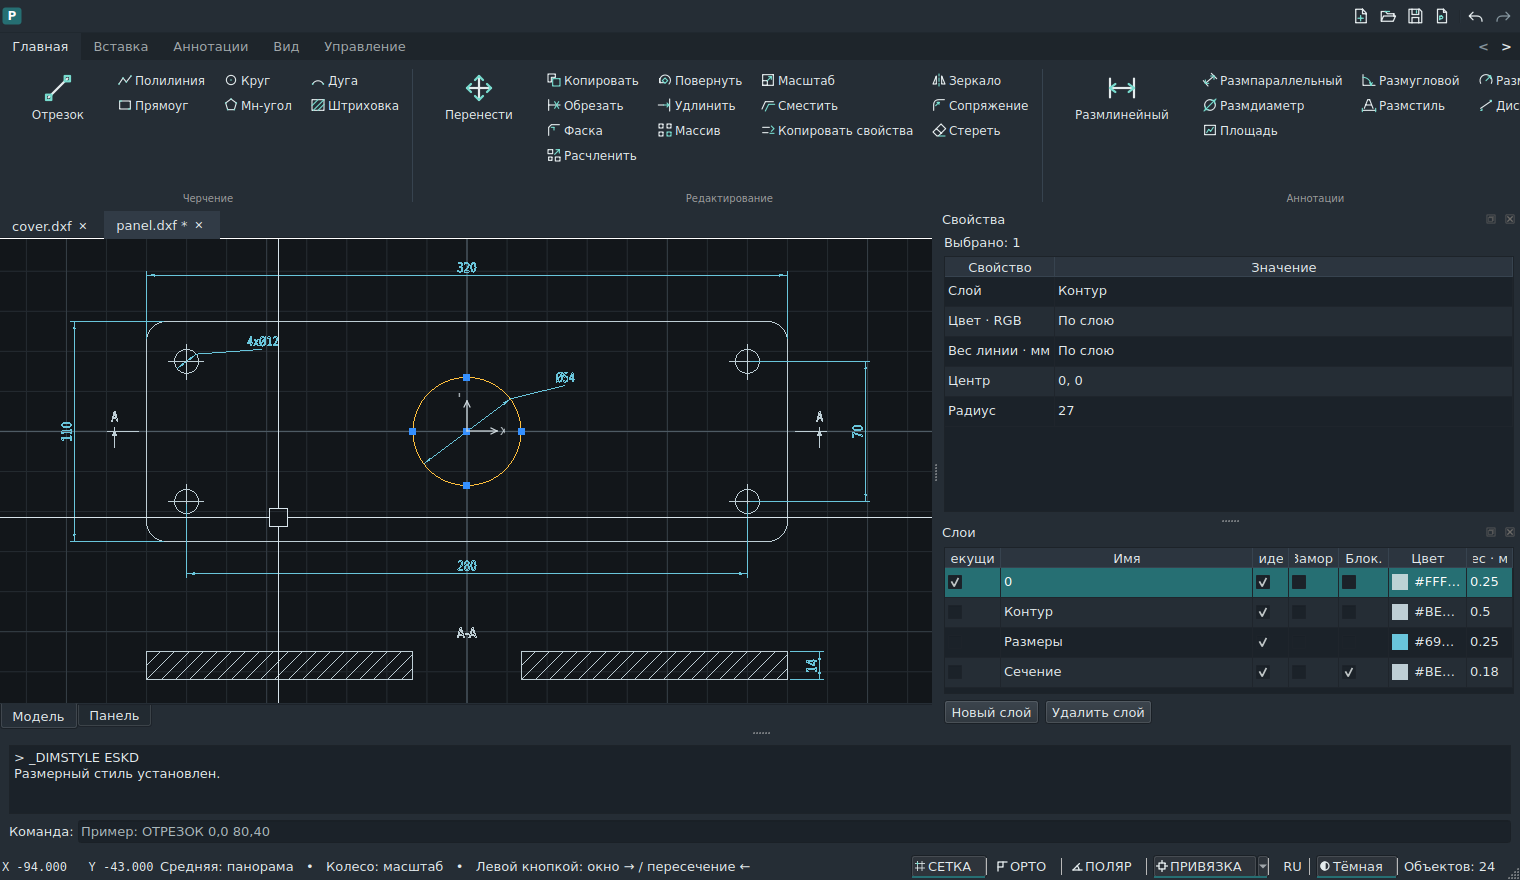 P
Главная Вставка Аннотации Вид Управление < >
Отрезок
Полилиния Круг Дуга
Прямоуг Мн-угол Штриховка
Черчение
Перенести
Копировать Повернуть Масштаб Зеркало
Обрезать Удлинить Сместить Сопряжение
Фаска Массив Копировать свойства Стереть
Расчленить
Редактирование
Размлинейный
Размпараллельный Размугловой Раз
Размдиаметр Размстиль Дис
Площадь
Аннотации
cover.dxf × panel.dxf * ×
320
4xØ12
Ø54
A A
110
70
X
280
A-A
14
Модель Панель
Свойства
Выбрано: 1
Свойство Значение
Слой Контур
Цвет · RGB По слою
Вес линии · мм По слою
Центр 0, 0
Радиус 27
Слои
екущи Имя иде Замор Блок. Цвет ес · м
0 #FFF... 0.25
Контур #BE... 0.5
Размеры #69... 0.25
Сечение #BE... 0.18
Новый слой Удалить слой
> _DIMSTYLE ESKD
Размерный стиль установлен.
Команда: Пример: ОТРЕЗОК 0,0 80,40
X -94.000 Y -43.000 Средняя: панорама • Колесо: масштаб • Левой кнопкой: окно → / пересечение ← СЕТКА ОРТО ПОЛЯР ПРИВЯЗКА RU Тёмная Объектов: 24